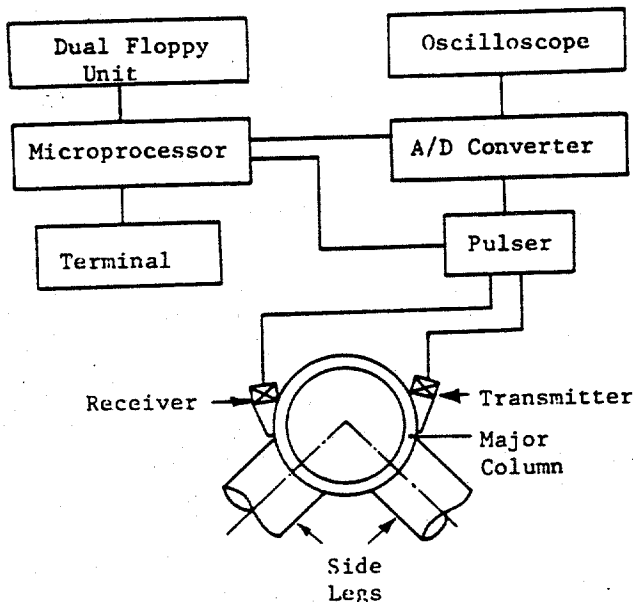 Dual Floppy
Unit
Oscilloscope
Microprocessor
A/D Converter
Terminal
Pulser
Receiver
Transmitter
Major
Column
Side
Legs